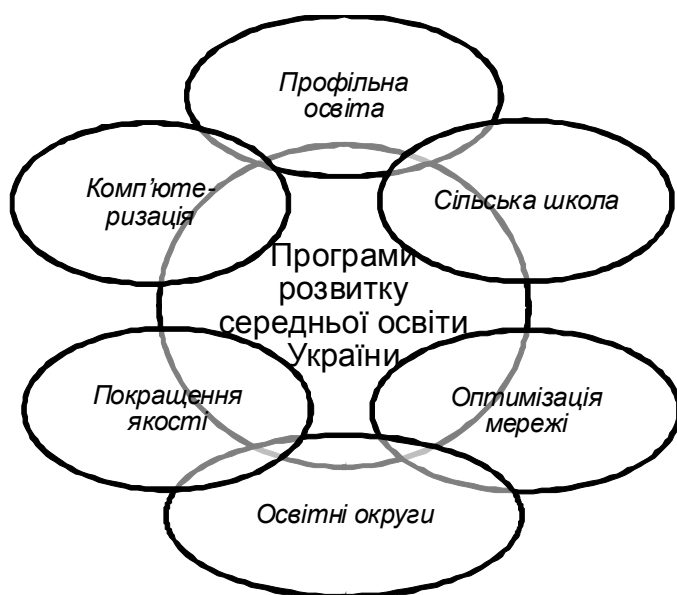 Профільна
освіта
Комп’юте-
ризація
Сільська школа
Програми
розвитку
середньої освіти
України
Покращення
якості
Оптимізація
мережі
Освітні округи